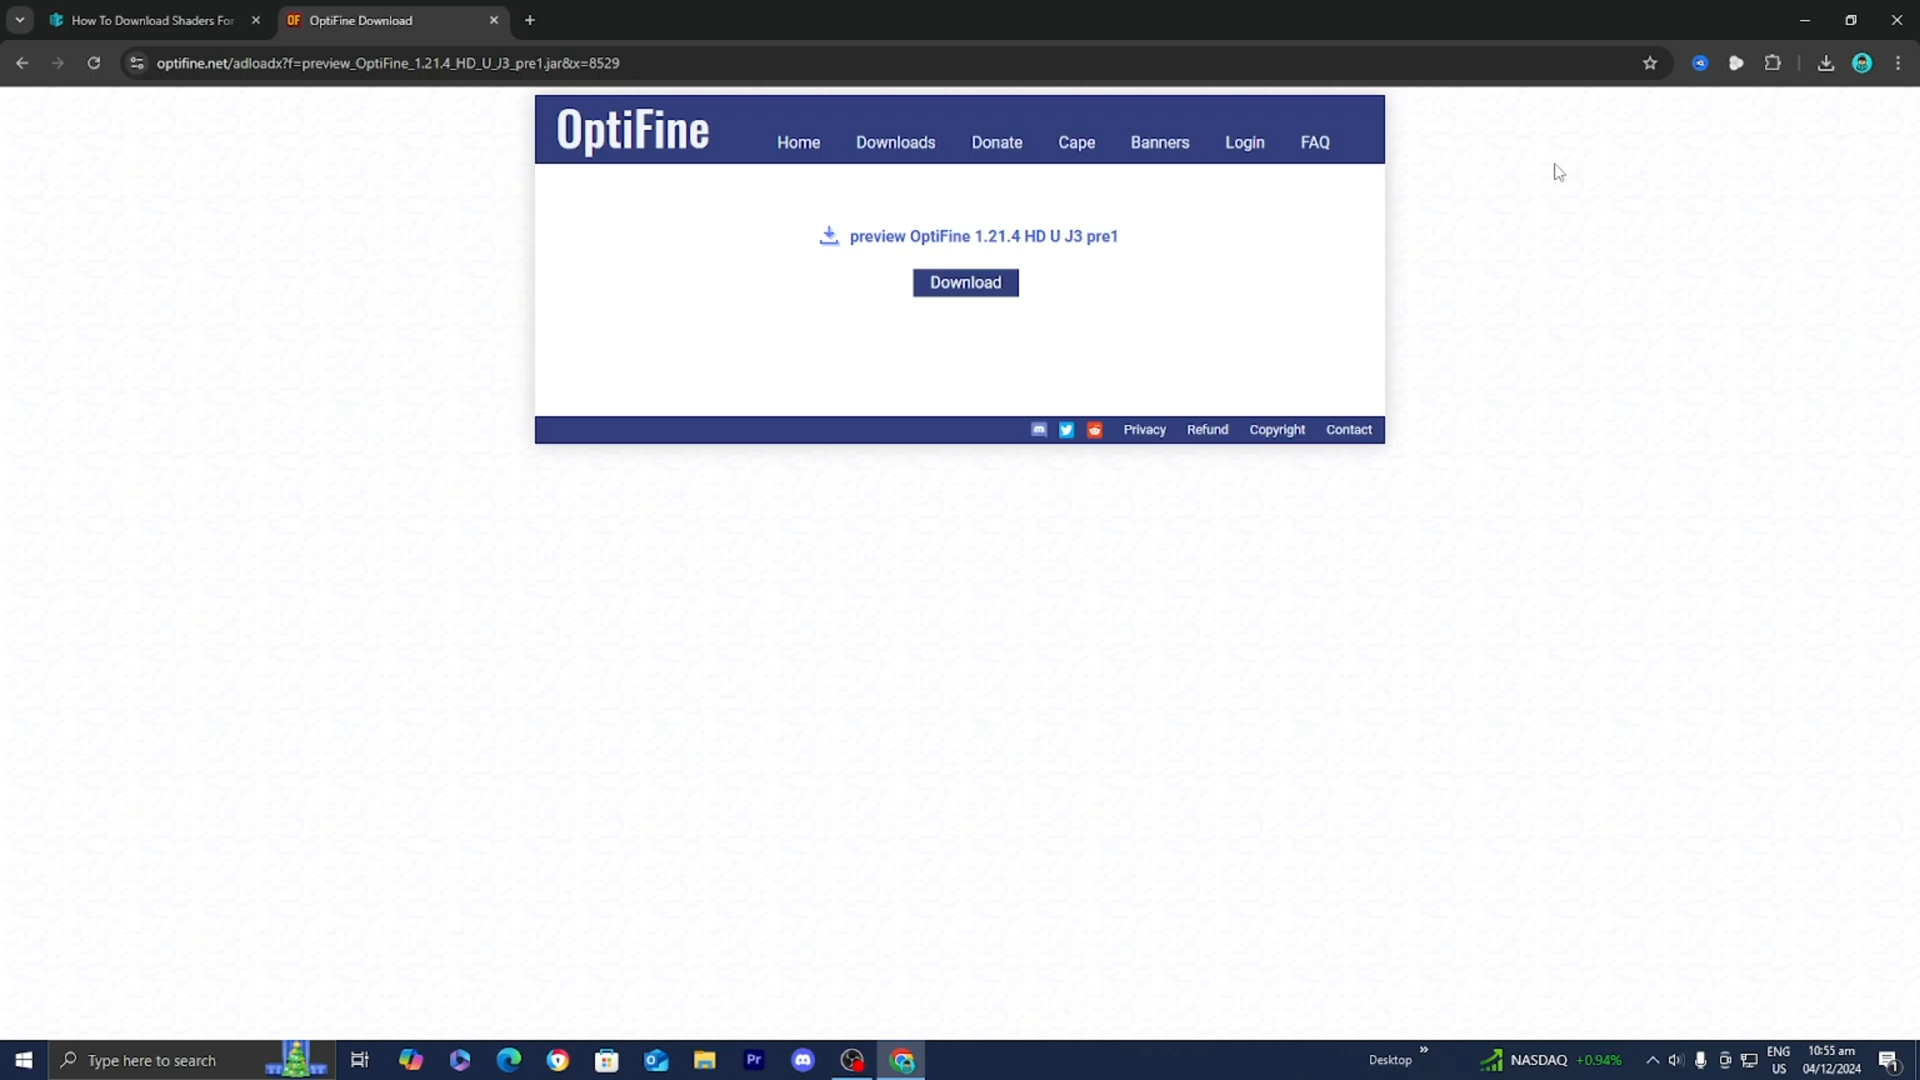 How To Download Shaders For
OptiFine Download
optifine.net/adloadx?f=preview_OptiFine_1.21.4_HD_U_J3_pre1.jar&x=8529
OptiFine
Home Downloads Donate Cape Banners Login FAQ
preview OptiFine 1.21.4 HD U J3 pre1
Download
Privacy Refund Copyright Contact
Type here to search
Pr
Desktop
NASDAQ +0.94%
ENG
US
10:55 am
04/12/2024
1